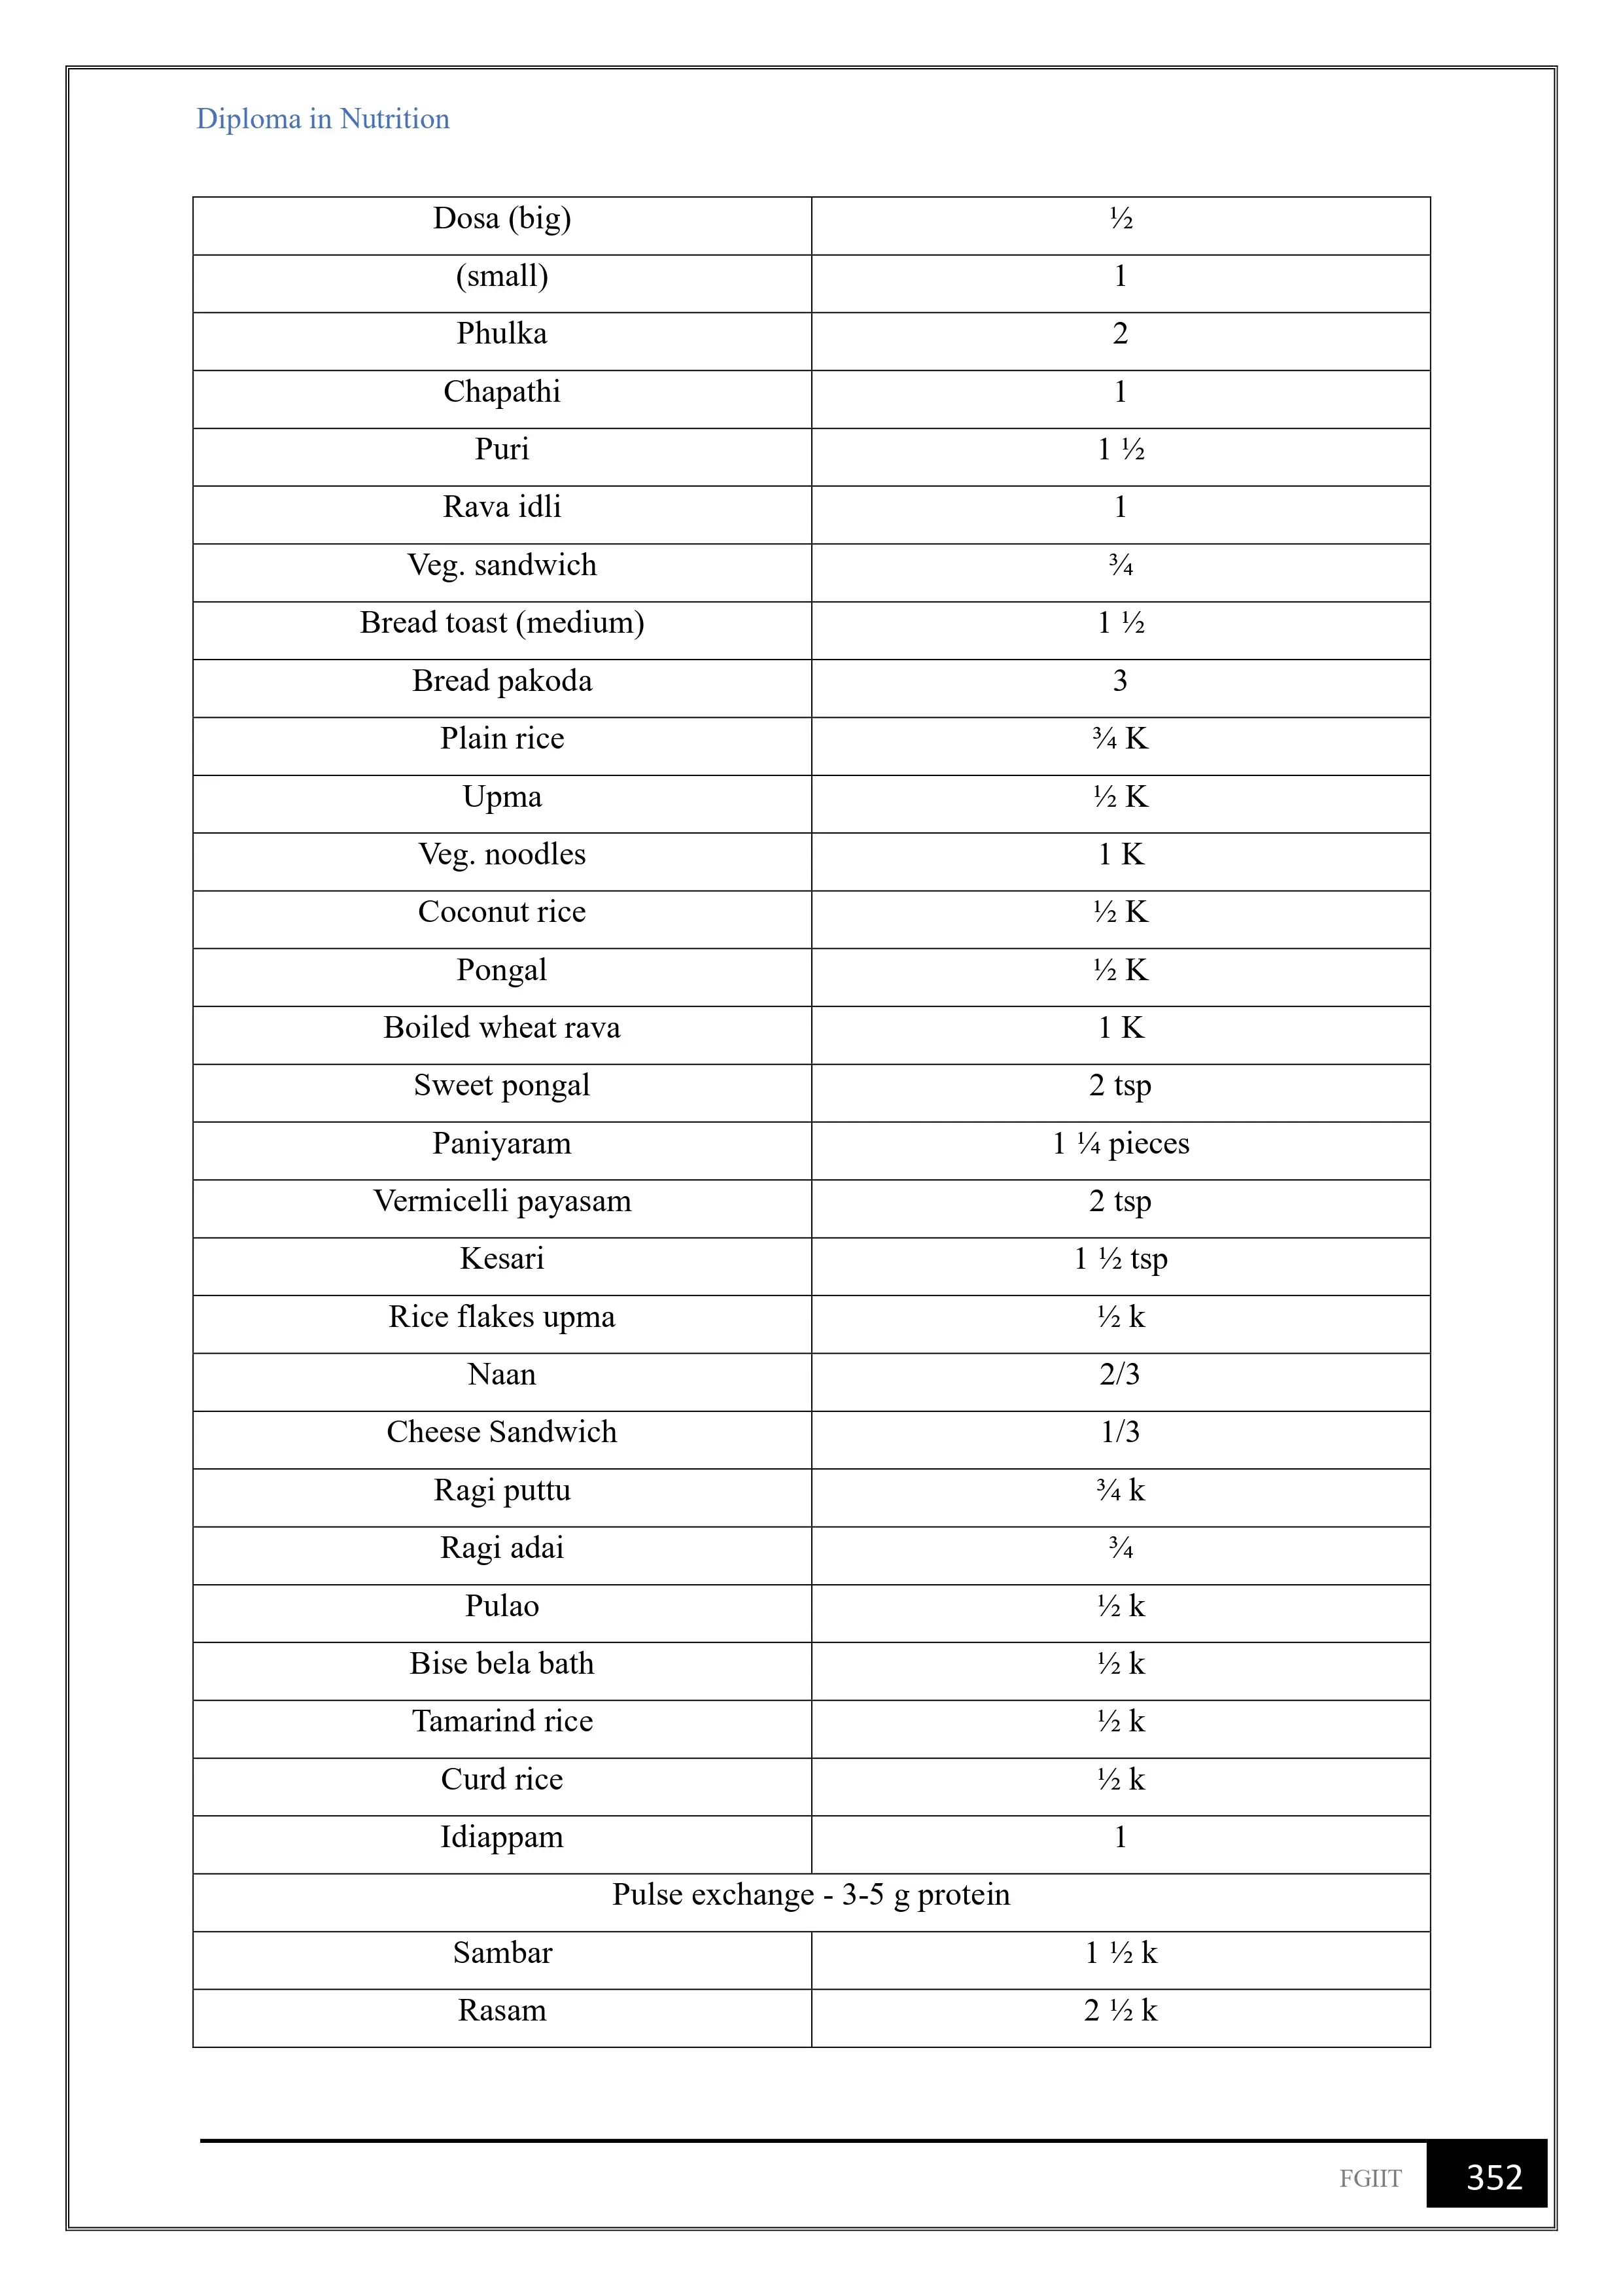 Diploma in Nutrition
Dosa (big) ½
(small) 1
Phulka 2
Chapathi 1
Puri 1 ½
Rava idli 1
Veg. sandwich ¾
Bread toast (medium) 1 ½
Bread pakoda 3
Plain rice ¾ K
Upma ½ K
Veg. noodles 1 K
Coconut rice ½ K
Pongal ½ K
Boiled wheat rava 1 K
Sweet pongal 2 tsp
Paniyaram 1 ¼ pieces
Vermicelli payasam 2 tsp
Kesari 1 ½ tsp
Rice flakes upma ½ k
Naan 2/3
Cheese Sandwich 1/3
Ragi puttu ¾ k
Ragi adai ¾
Pulao ½ k
Bise bela bath ½ k
Tamarind rice ½ k
Curd rice ½ k
Idiappam 1
Pulse exchange - 3-5 g protein
Sambar 1 ½ k
Rasam 2 ½ k
FGIIT 352